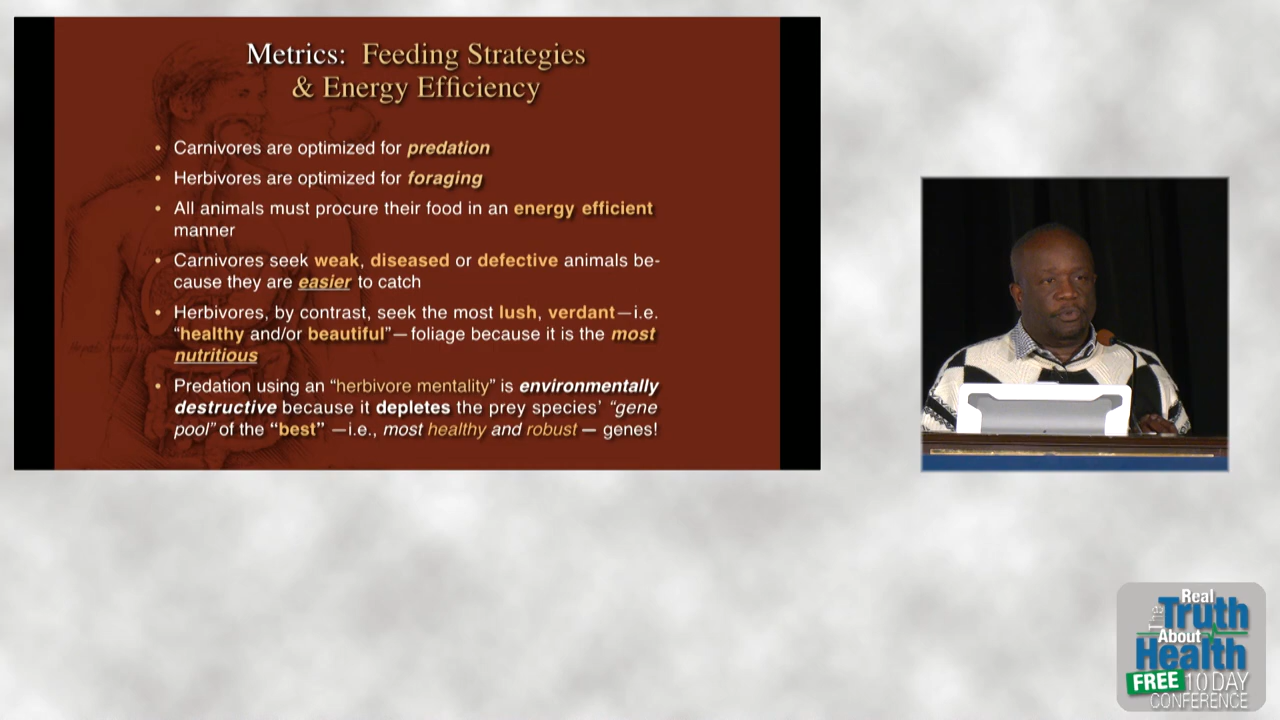 Metrics: Feeding Strategies
& Energy Efficiency
• Carnivores are optimized for predation
• Herbivores are optimized for foraging
• All animals must procure their food in an energy efficient
manner
• Carnivores seek weak, diseased or defective animals be-
cause they are easier to catch
• Herbivores, by contrast, seek the most lush, verdant—i.e.
“healthy and/or beautiful”—foliage because it is the most
nutritious
• Predation using an “herbivore mentality” is environmentally
destructive because it depletes the prey species’ “gene
pool” of the “best” —i.e., most healthy and robust — genes!
The Real
Truth
About
Health
FREE 10 DAY
CONFERENCE